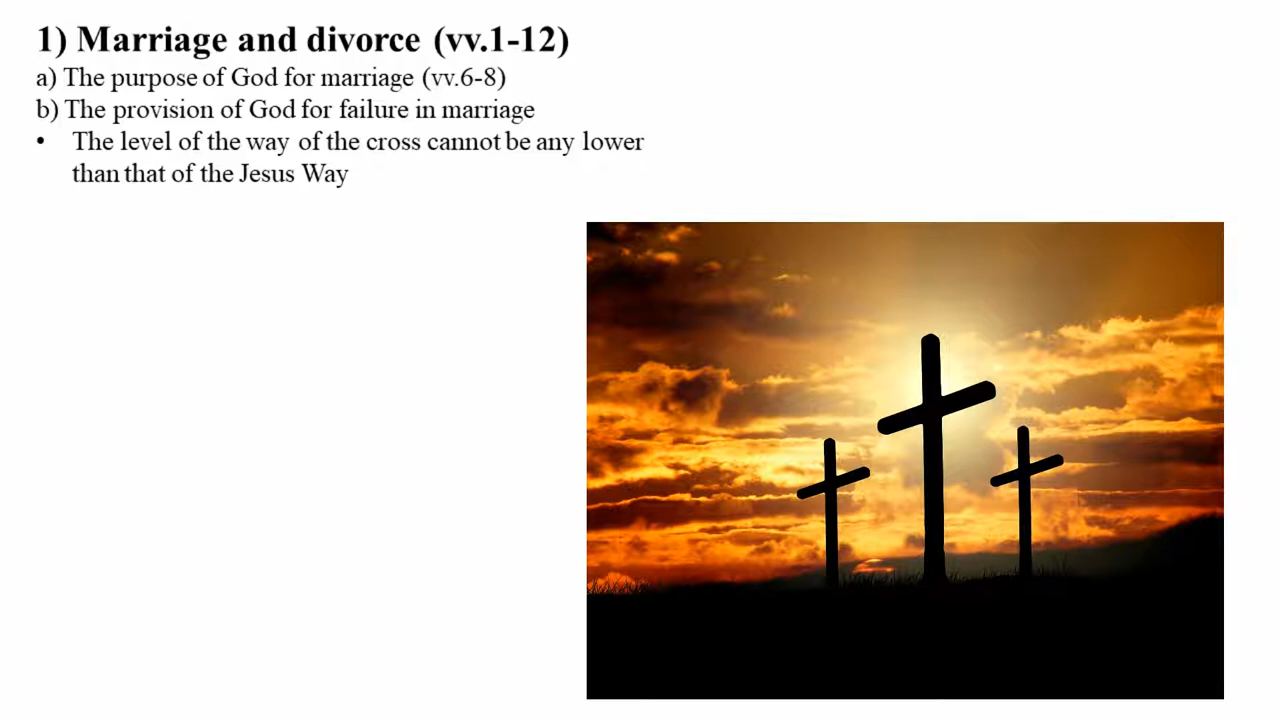 1) Marriage and divorce (vv.1-12)
a) The purpose of God for marriage (vv.6-8)
b) The provision of God for failure in marriage
• The level of the way of the cross cannot be any lower
than that of the Jesus Way